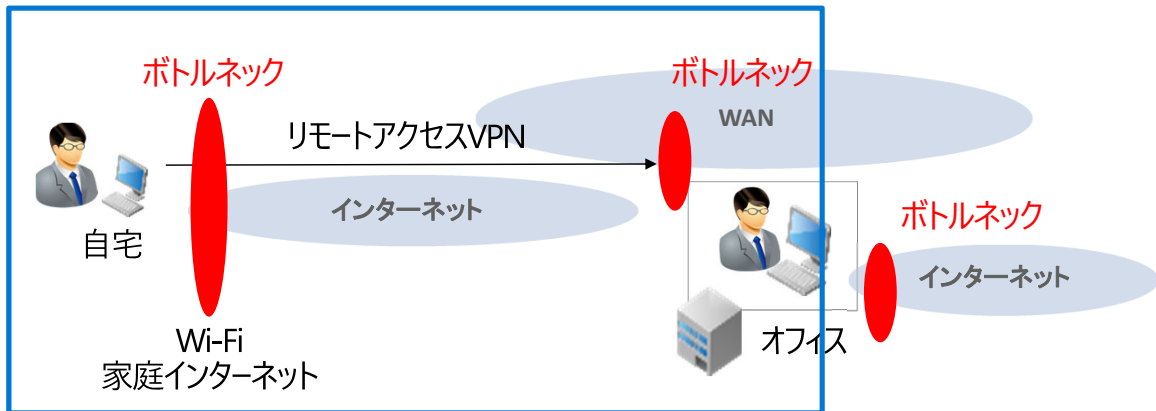 ボトルネック
ボトルネック
WAN
リモートアクセスVPN
インターネット
ボトルネック
自宅
インターネット
Wi-Fi
家庭インターネット
オフィス